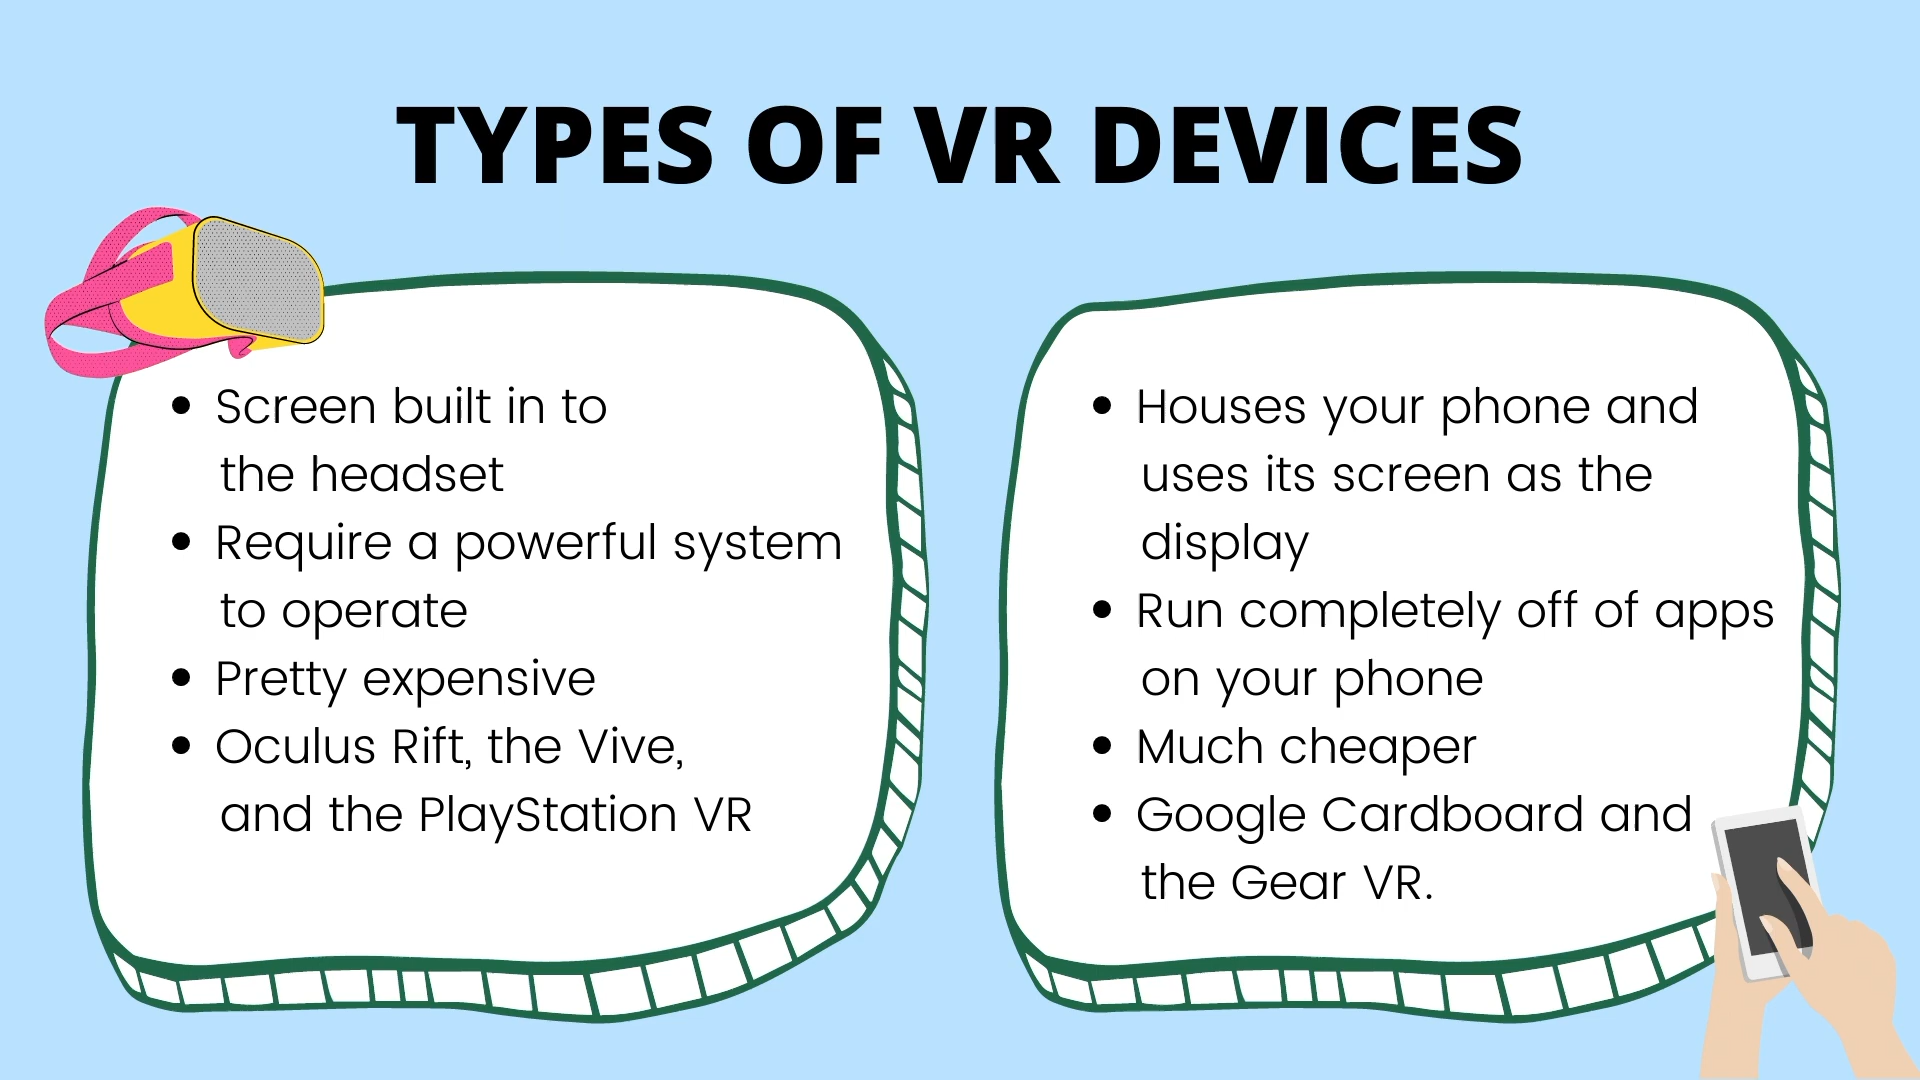 TYPES OF VR DEVICES
• Screen built in to
the headset
• Require a powerful system
to operate
• Pretty expensive
• Oculus Rift, the Vive,
and the PlayStation VR
• Houses your phone and
uses its screen as the
display
• Run completely off of apps
on your phone
• Much cheaper
• Google Cardboard and
the Gear VR.